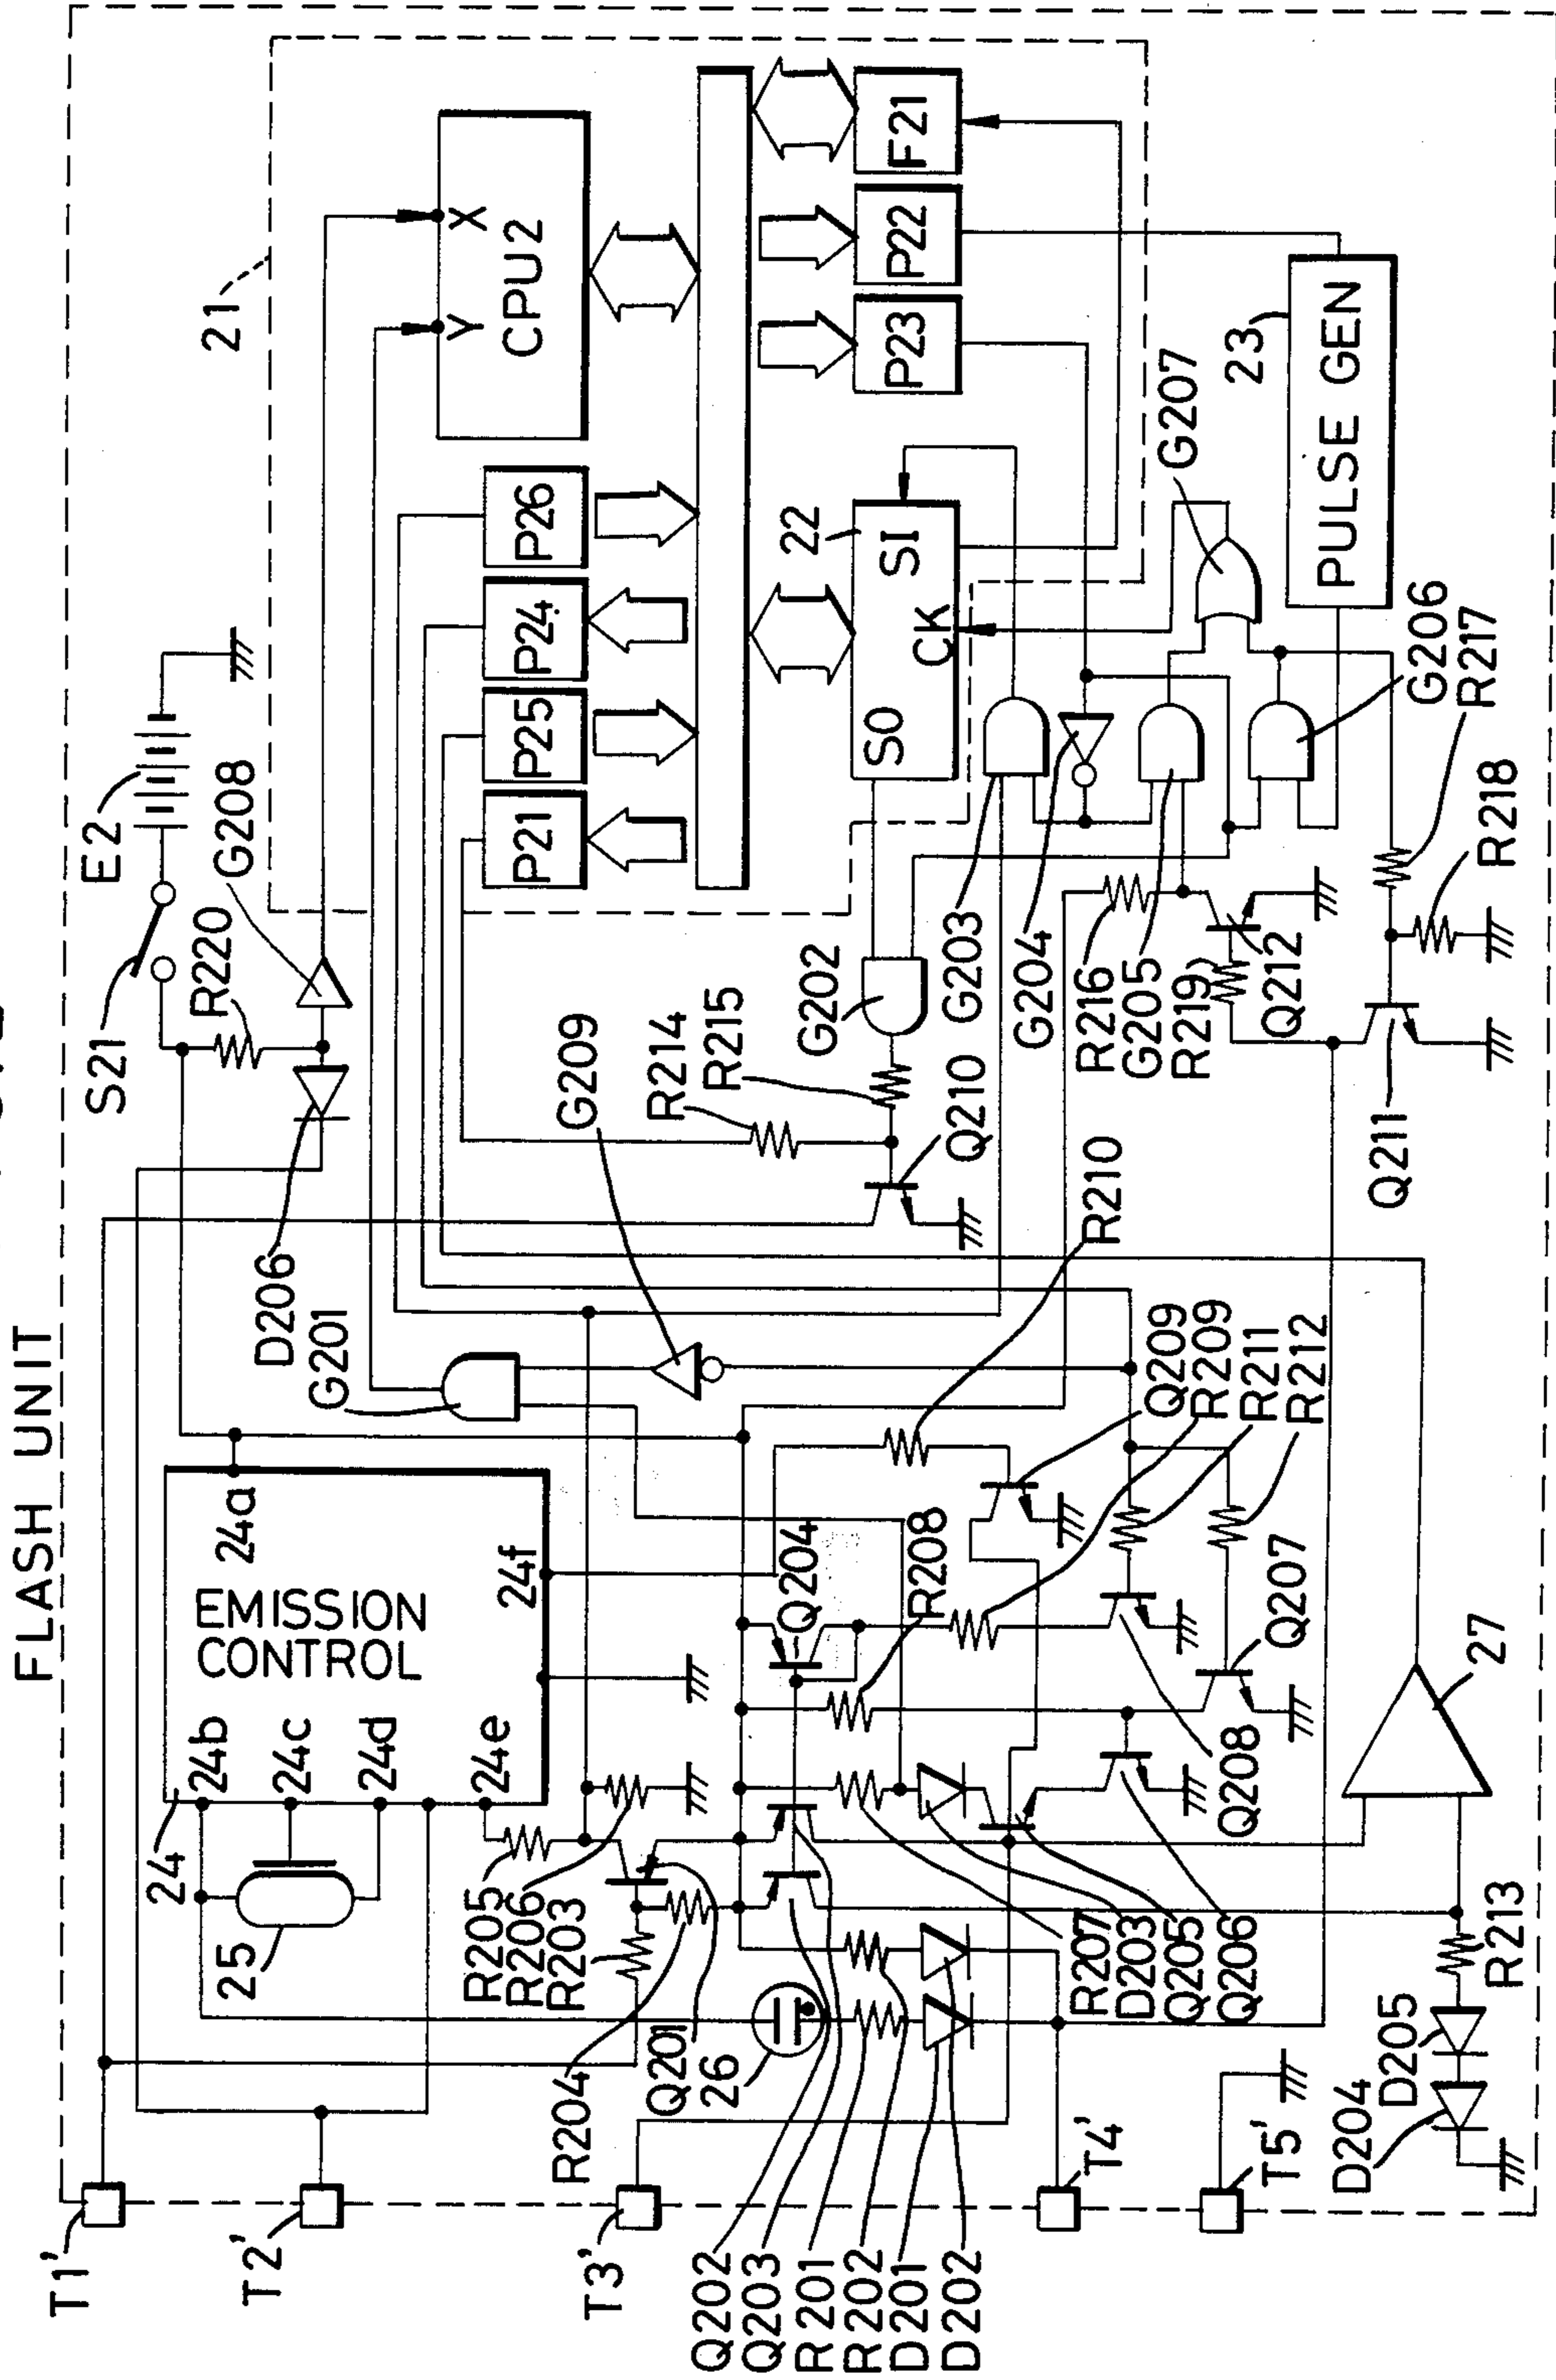 FLASH UNIT
T1'
T2'
T3'
T4'
T5'
24
24a
24b
24c
24d
24e
24f
EMISSION
CONTROL
25
R205
R206
R203
R204
Q201
26
Q202
Q203
R201
R202
D201
D202
R207
D203
Q205
Q206
Q204
R208
Q208
Q207
Q209
R209
R211
R212
R210
27
R213
D205
D204
D206
G201
G209
S21
E2
R220
G208
R214
R215
G202
Q210
G203
G204
R216
G205
R219
Q212
Q211
R218
R217
G206
G207
21
CPU2
Y
X
P21
P25
P24
P26
SO
SI
CK
22
P23
P22
F21
23
PULSE GEN